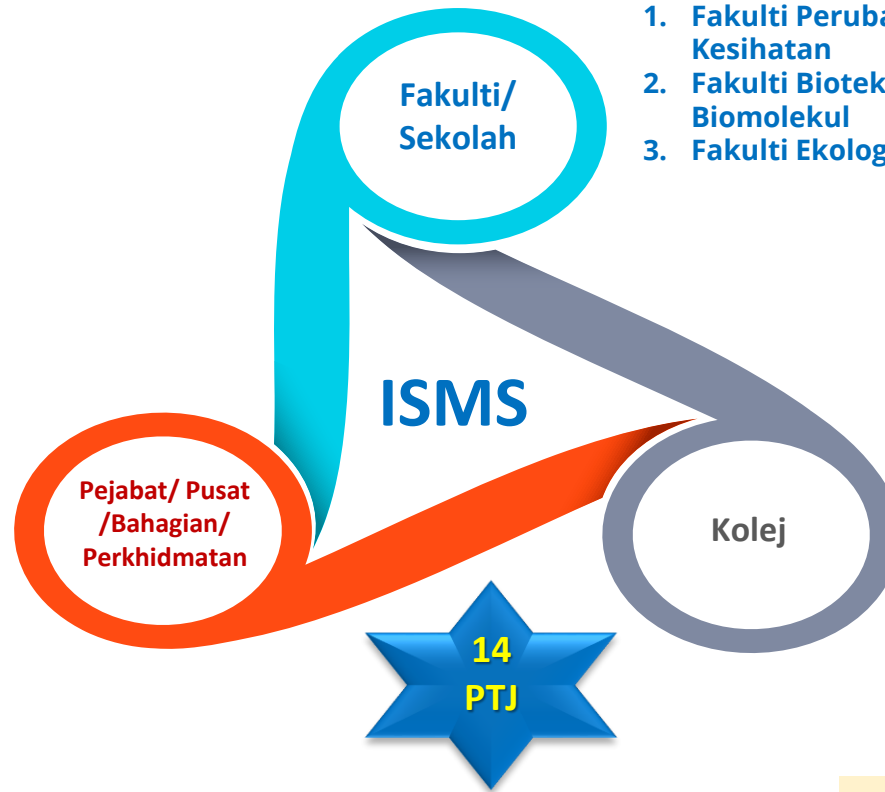 1. Fakulti
Kesihatan
2. Fakulti
Biomolekul
3. Fakulti
Fakulti/
Sekolah
ISMS
Pejabat/ Pusat
/Bahagian/
Perkhidmatan
Kolej
14
PTJ